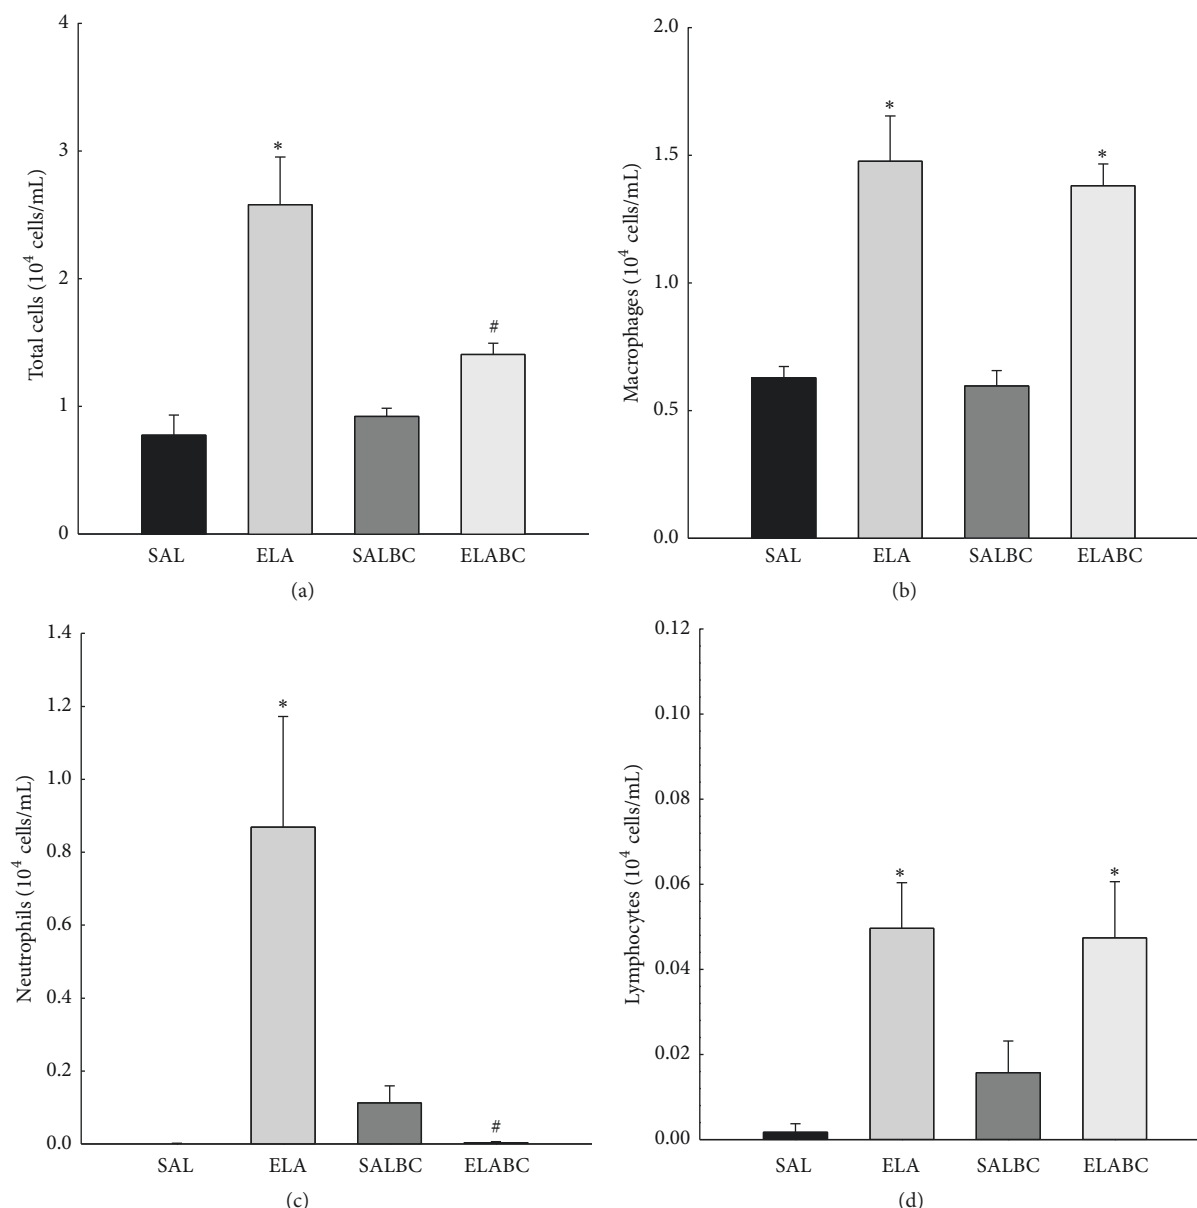 Total cells (10⁴ cells/mL)
4
3
2
1
0
*
#
SAL ELA SALBC ELABC
(a)
Macrophages (10⁴ cells/mL)
2.0
1.5
1.0
0.5
0.0
*
*
SAL ELA SALBC ELABC
(b)
Neutrophils (10⁴ cells/mL)
1.4
1.2
1.0
0.8
0.6
0.4
0.2
0.0
*
#
SAL ELA SALBC ELABC
(c)
Lymphocytes (10⁴ cells/mL)
0.12
0.10
0.08
0.06
0.04
0.02
0.00
*
*
SAL ELA SALBC ELABC
(d)